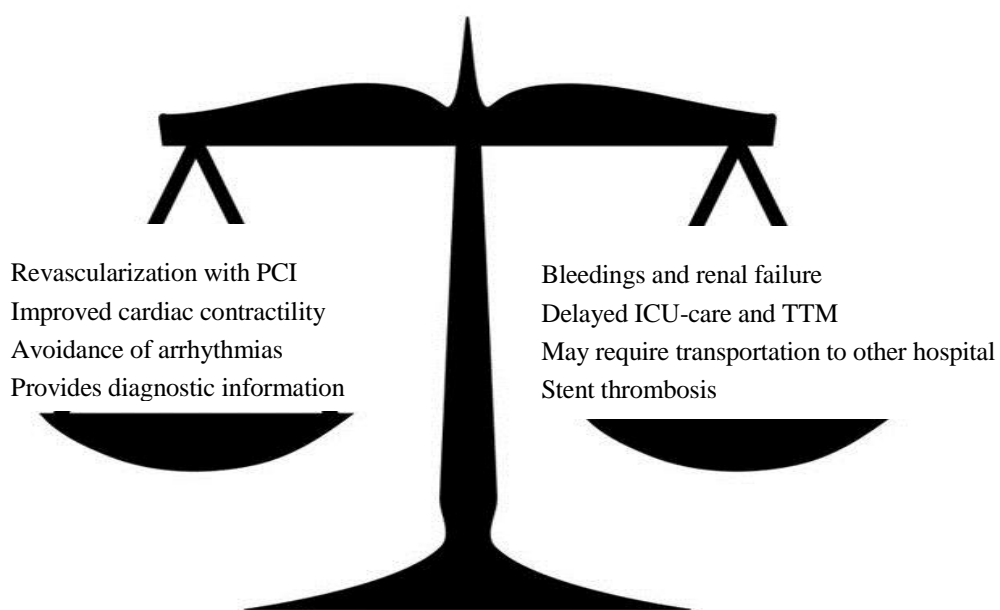 Revascularization with PCI
Improved cardiac contractility
Avoidance of arrhythmias
Provides diagnostic information
Bleedings and renal failure
Delayed ICU-care and TTM
May require transportation to other hospital
Stent thrombosis